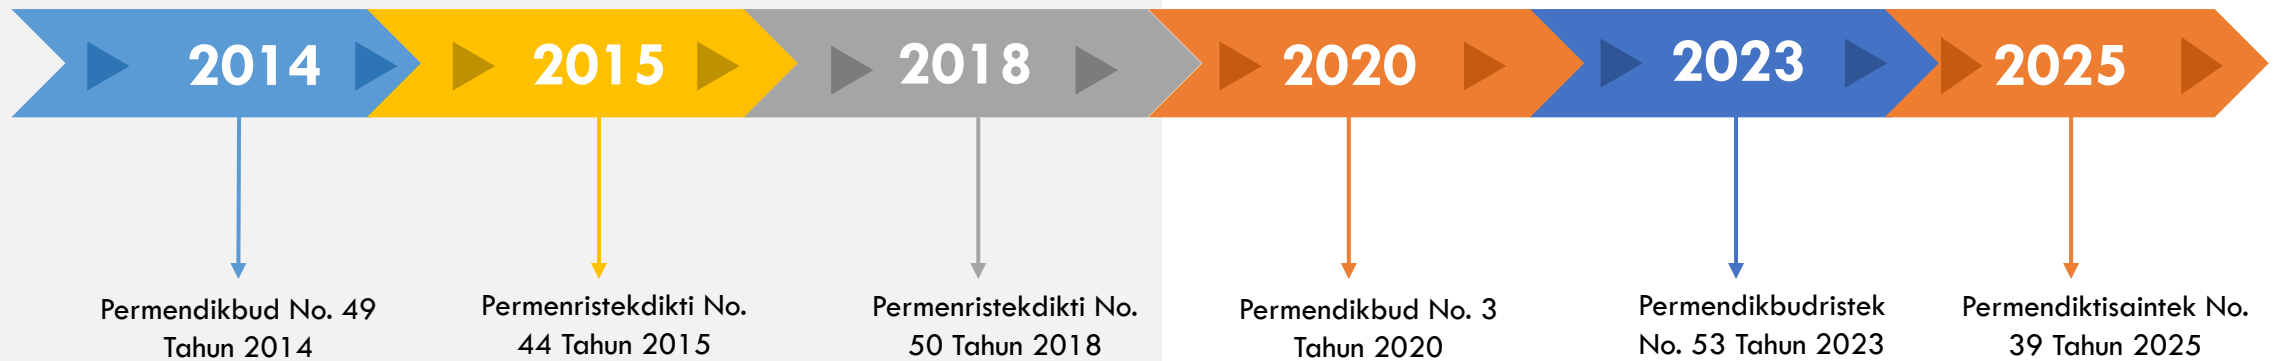 2014
2015
2018
2020
2023
2025
Permendikbud No. 49
Tahun 2014
Permenristekdikti No.
44 Tahun 2015
Permenristekdikti No.
50 Tahun 2018
Permendikbud No. 3
Tahun 2020
Permendikbudristek
No. 53 Tahun 2023
Permendiktisaintek No.
39 Tahun 2025